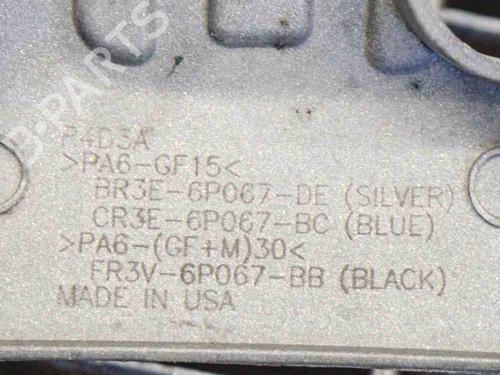 B-PARTS
P4D3A
>PA6-GF15<
BR3E-6P067-DE (SILVER)
CR3E-6P067-BC (BLUE)
>PA6-(GF+M)30<
FR3V-6P067-BB (BLACK)
MADE IN USA